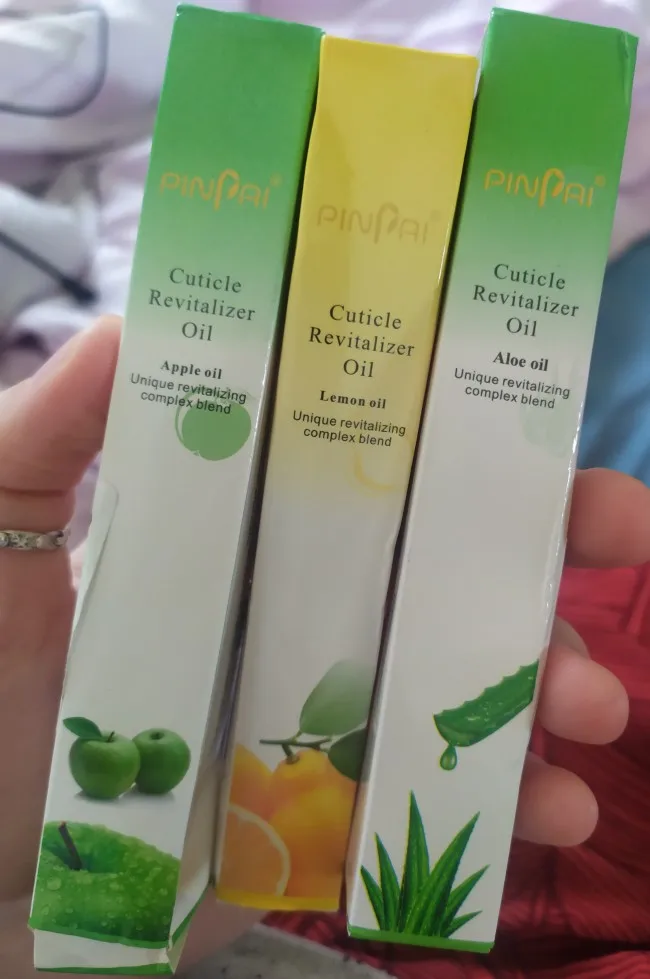 PINPAI®
Cuticle
Revitalizer
Oil
Apple oil
Unique revitalizing
complex blend
PINPAI®
Cuticle
Revitalizer
Oil
Lemon oil
Unique revitalizing
complex blend
PINPAI®
Cuticle
Revitalizer
Oil
Aloe oil
Unique revitalizing
complex blend